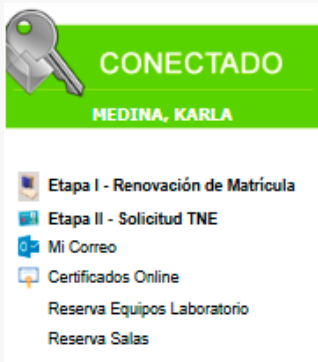 CONECTADO
MEDINA, KARLA
Etapa I - Renovación de Matrícula
Etapa II - Solicitud TNE
Mi Correo
Certificados Online
Reserva Equipos Laboratorio
Reserva Salas